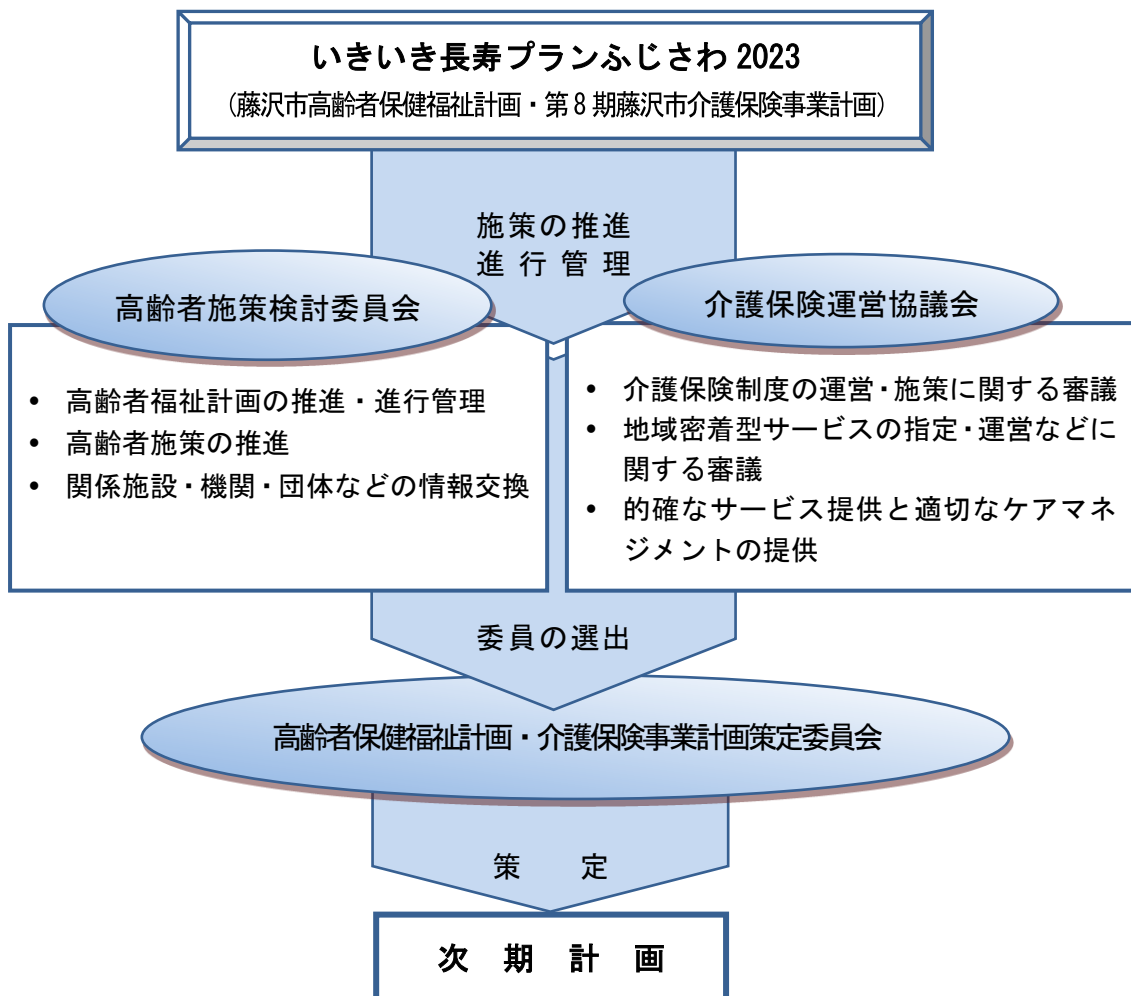 いきいき長寿プランふじさわ 2023
(藤沢市高齢者保健福祉計画・第8期藤沢市介護保険事業計画)
施策の推進
進行管理
高齢者施策検討委員会
介護保険運営協議会
• 高齢者福祉計画の推進・進行管理
• 高齢者施策の推進
• 関係施設・機関・団体などの情報交換
• 介護保険制度の運営・施策に関する審議
• 地域密着型サービスの指定・運営などに
関する審議
• 的確なサービス提供と適切なケアマネ
ジメントの提供
委員の選出
高齢者保健福祉計画・介護保険事業計画策定委員会
策　定
次 期 計 画